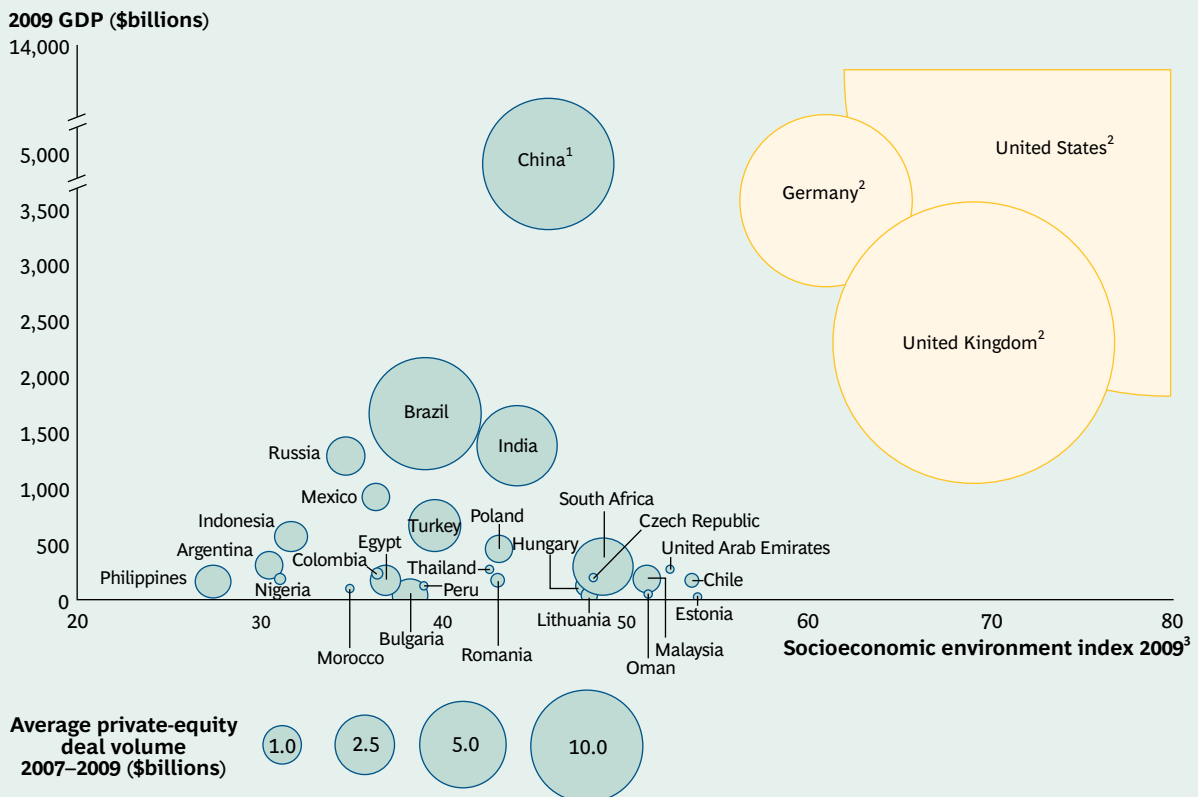 2009 GDP ($billions)
14,000
5,000
3,500
3,000
2,500
2,000
1,500
1,000
500
0
China1
United States2
Germany2
United Kingdom2
Brazil
India
Russia
Mexico
South Africa
Indonesia
Turkey
Poland
Czech Republic
Argentina
Egypt
Hungary
United Arab Emirates
Colombia
Thailand
Philippines
Nigeria
Peru
Chile
Estonia
Lithuania
Bulgaria
Morocco
Romania
Malaysia
Oman
20 30 40 50 60 70 80
Socioeconomic environment index 20093
Average private-equity
deal volume
2007–2009 ($billions)
1.0 2.5 5.0 10.0